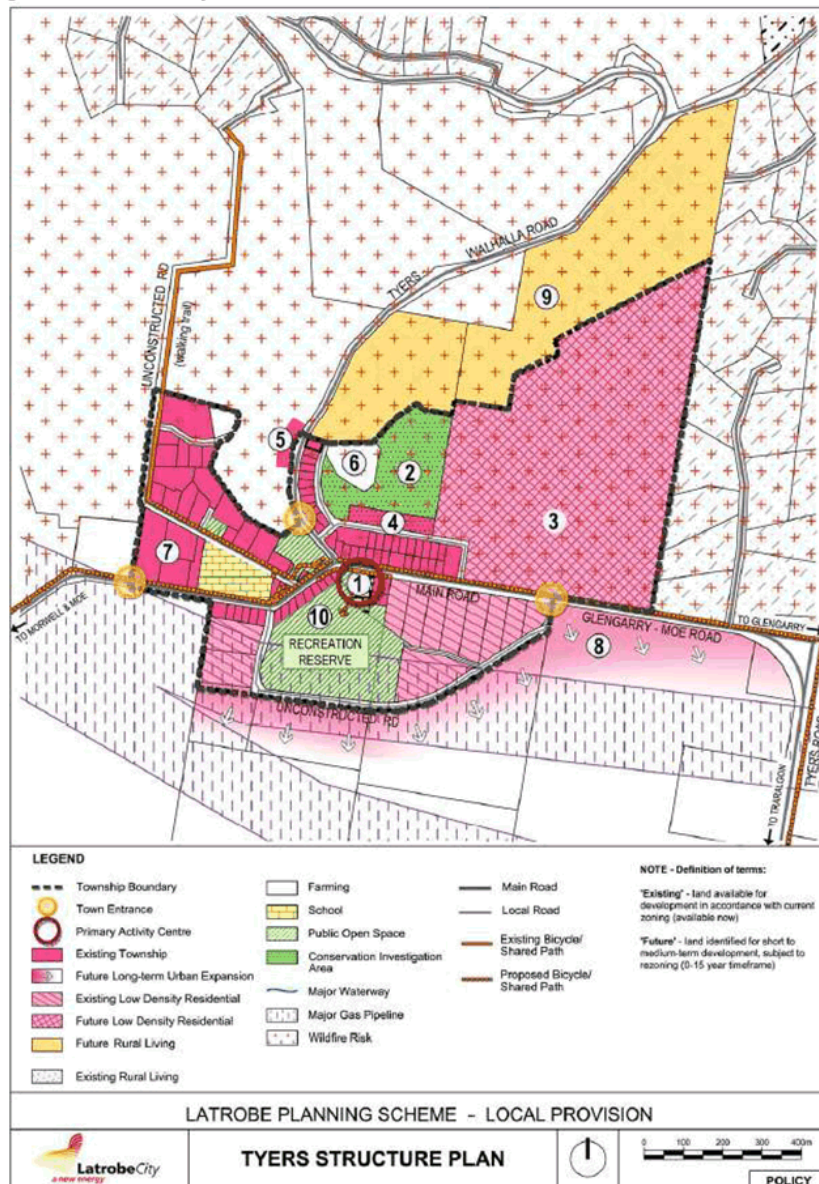 UNCONSTRUCTED RD
(walking trail)
TYERS
WALHALLA ROAD
9
5
6
2
3
4
7
1
MAIN ROAD
TO MORWELL & MOE
10
RECREATION
RESERVE
TO GLENGARRY
GLENGARRY - MOE ROAD
8
UNCONSTRUCTED RD
TO TRARALGON
TYERS ROAD
LEGEND
Township Boundary
Town Entrance
Primary Activity Centre
Existing Township
Future Long-term Urban Expansion
Existing Low Density Residential
Future Low Density Residential
Future Rural Living
Existing Rural Living
Farming
School
Public Open Space
Conservation Investigation
Area
Major Waterway
Major Gas Pipeline
Wildfire Risk
Main Road
Local Road
Existing Bicycle/
Shared Path
Proposed Bicycle/
Shared Path
NOTE - Definition of terms:
'Existing' - land available for
development in accordance with current
zoning (available now)
'Future' - land identified for short to
medium-term development, subject to
rezoning (0-15 year timeframe)
LATROBE PLANNING SCHEME - LOCAL PROVISION
LatrobeCity
a new energy
TYERS STRUCTURE PLAN
0 100 200 300 400m
POLICY